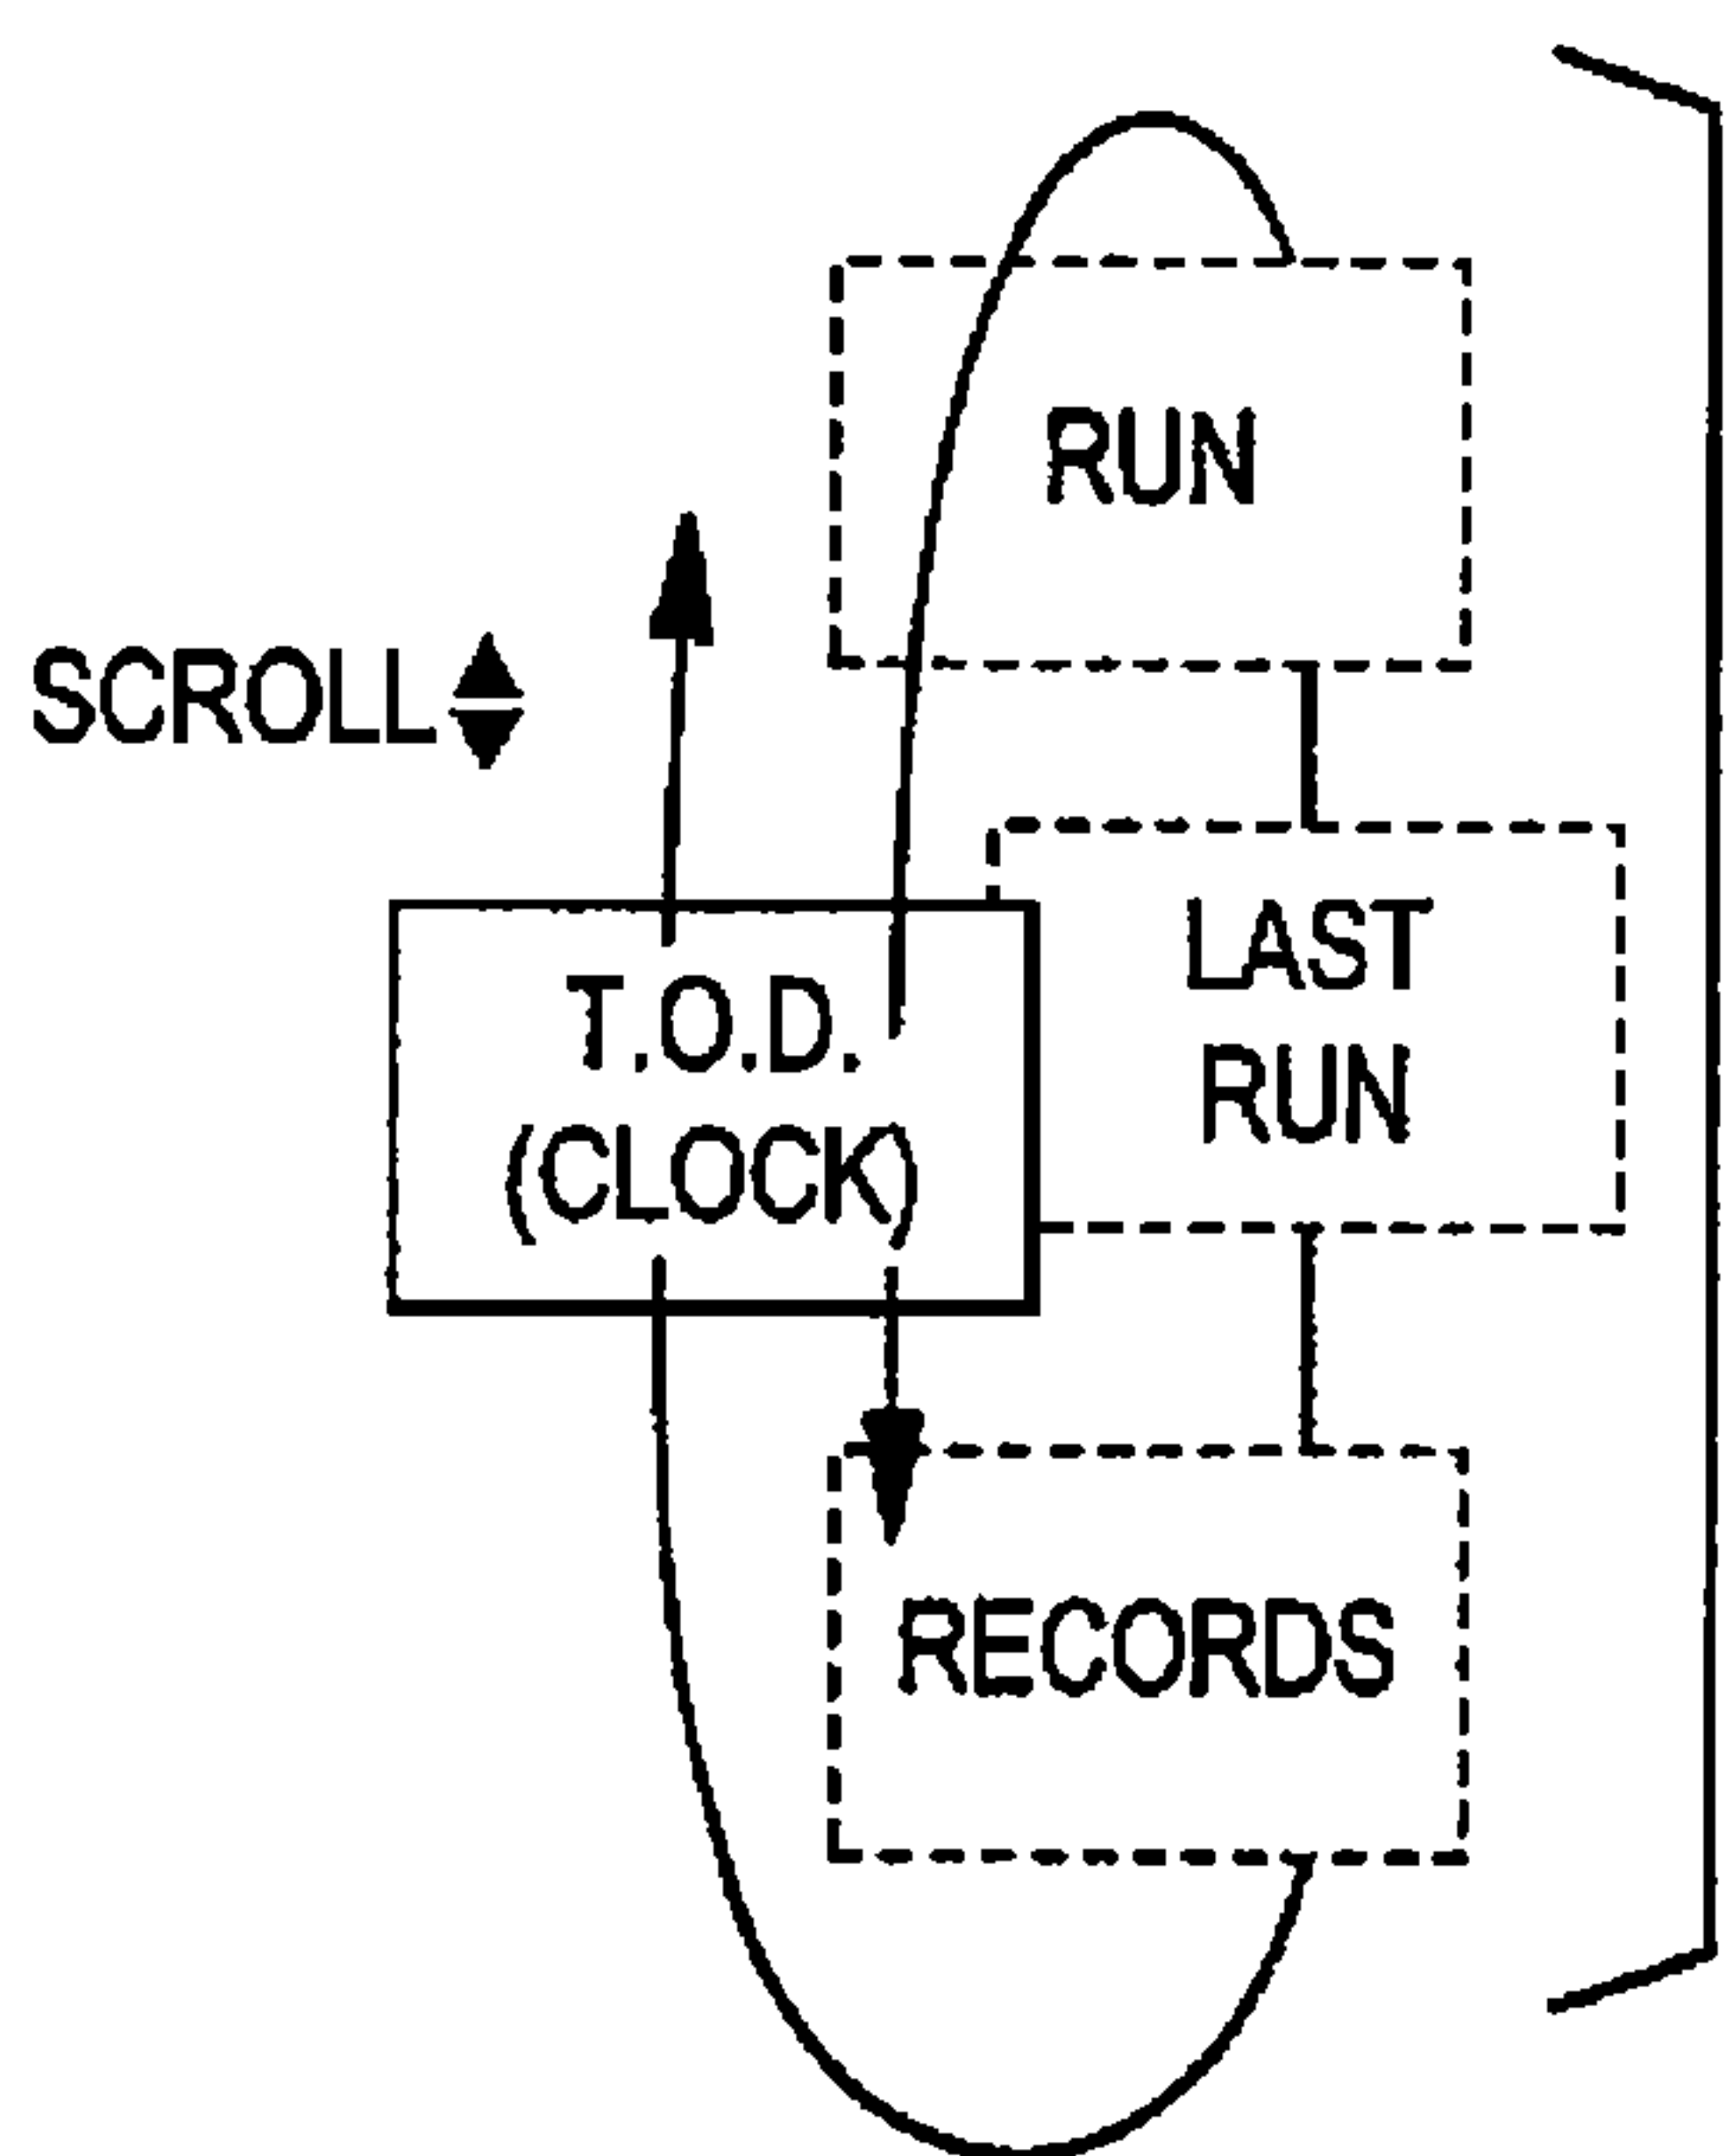 RUN
SCROLL
LAST
RUN
T.O.D.
(CLOCK)
RECORDS